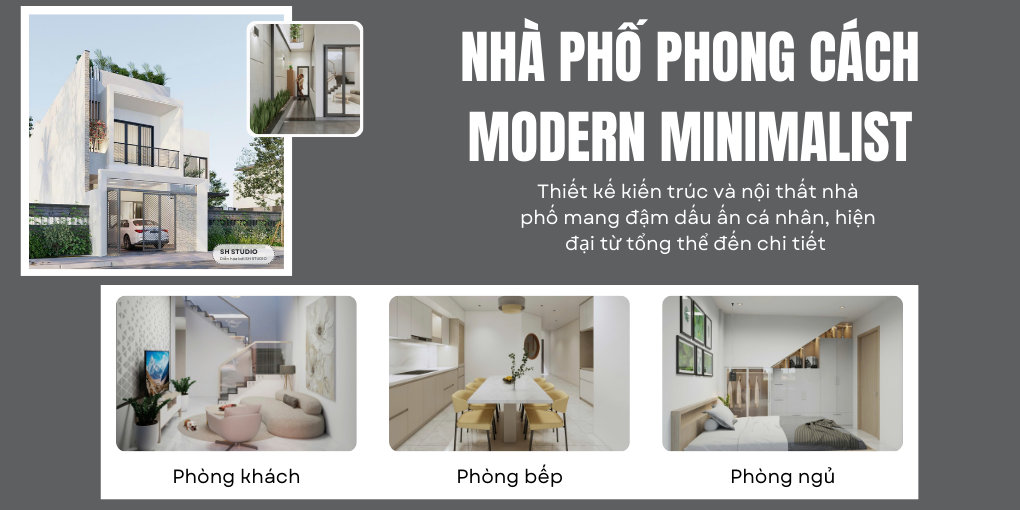 NHÀ PHỐ PHONG CÁCH
MODERN MINIMALIST
Thiết kế kiến trúc và nội thất nhà
phố mang đậm dấu ấn cá nhân, hiện
đại từ tổng thể đến chi tiết
SH STUDIO
Phòng khách
Phòng bếp
Phòng ngủ